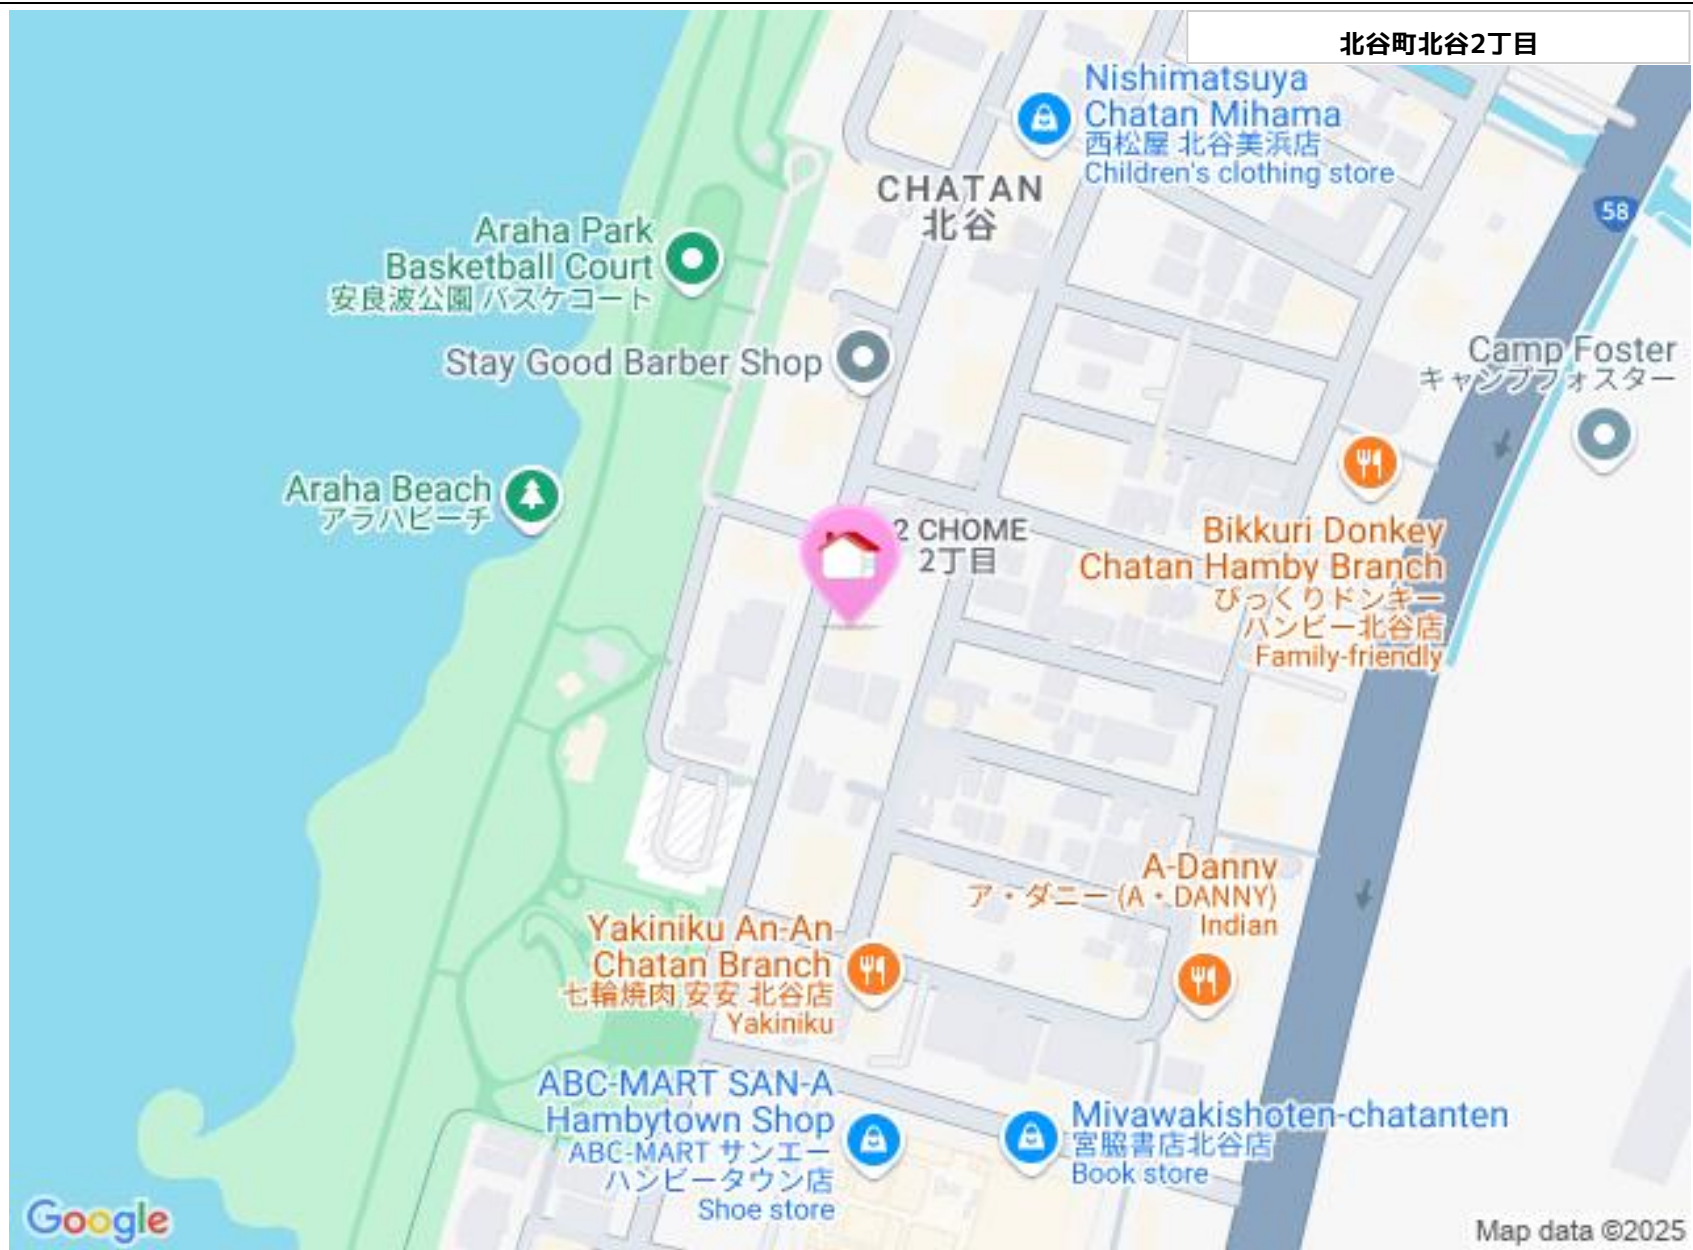 北谷町北谷2丁目
Nishimatsuya
Chatan Mihama
西松屋 北谷美浜店
Children's clothing store
CHATAN
北谷
58
Araha Park
Basketball Court
安良波公園 バスケコート
Stay Good Barber Shop
Camp Foster
キャンプフォスター
Araha Beach
アラハビーチ
2 CHOME
2丁目
Bikkuri Donkey
Chatan Hamby Branch
びっくりドンキー
ハンビー北谷店
Family-friendly
A-Danny
ア・ダニー (A・DANNY)
Indian
Yakiniku An-An
Chatan Branch
七輪焼肉 安安 北谷店
Yakiniku
ABC-MART SAN-A
Hambytown Shop
ABC-MART サンエー
ハンビータウン店
Shoe store
Miyawakishoten-chatanten
宮脇書店北谷店
Book store
Google
Map data ©2025